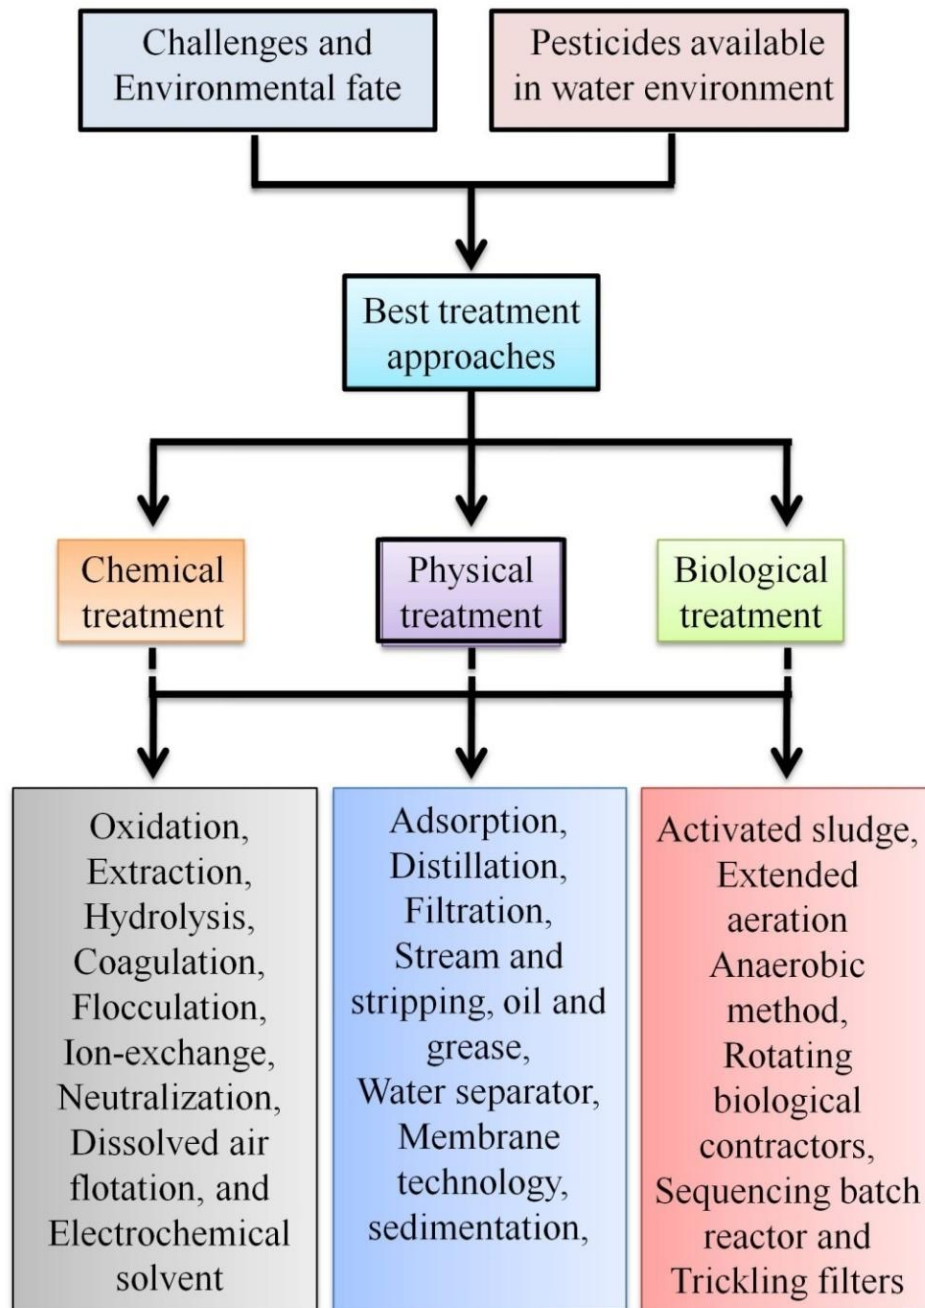 Challenges and
Environmental fate
Pesticides available
in water environment
Best treatment
approaches
Chemical
treatment
Physical
treatment
Biological
treatment
Oxidation,
Extraction,
Hydrolysis,
Coagulation,
Flocculation,
Ion-exchange,
Neutralization,
Dissolved air
flotation, and
Electrochemical
solvent
Adsorption,
Distillation,
Filtration,
Stream and
stripping, oil and
grease,
Water separator,
Membrane
technology,
sedimentation,
Activated sludge,
Extended
aeration
Anaerobic
method,
Rotating
biological
contractors,
Sequencing batch
reactor and
Trickling filters